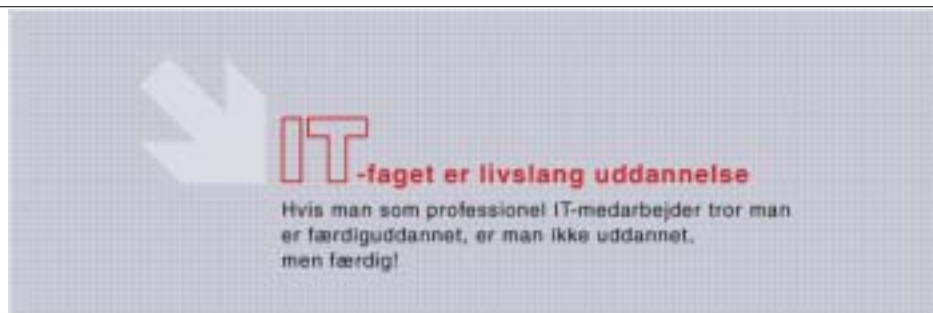 IT-faget er livslang uddannelse
Hvis man som professionel IT-medarbejder tror man
er færdiguddannet, er man ikke uddannet,
men færdig!